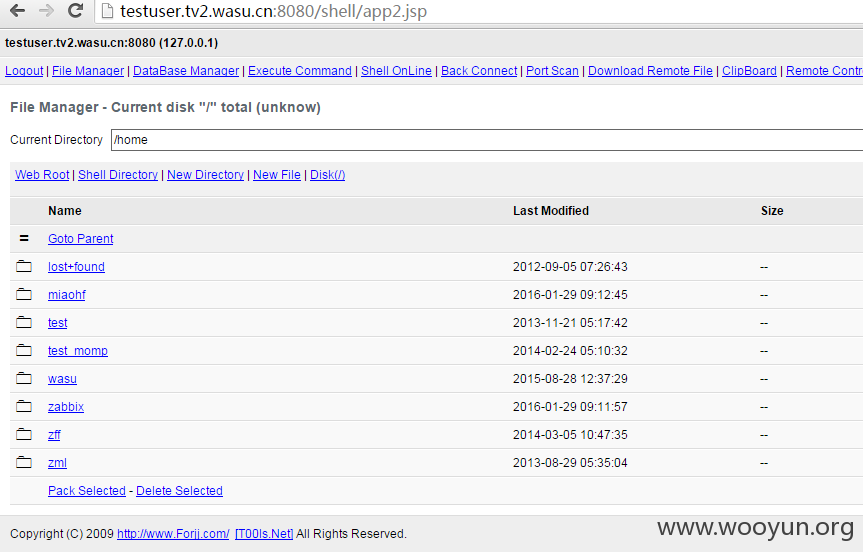 testuser.tv2.wasu.cn:8080/shell/app2.jsp
testuser.tv2.wasu.cn:8080 (127.0.0.1)
Logout | File Manager | DataBase Manager | Execute Command | Shell OnLine | Back Connect | Port Scan | Download Remote File | ClipBoard | Remote Contr
File Manager - Current disk "/" total (unknow)
Current Directory /home
Web Root | Shell Directory | New Directory | New File | Disk(/)
Name Last Modified Size
= Goto Parent
lost+found 2012-09-05 07:26:43 --
miaohf 2016-01-29 09:12:45 --
test 2013-11-21 05:17:42 --
test_momp 2014-02-24 05:10:32 --
wasu 2015-08-28 12:37:29 --
zabbix 2016-01-29 09:11:57 --
zff 2014-03-05 10:47:35 --
zml 2013-08-29 05:35:04 --
Pack Selected - Delete Selected
Copyright (C) 2009 http://www.Forjj.com/ [T00ls.Net] All Rights Reserved.
www.wooyun.org